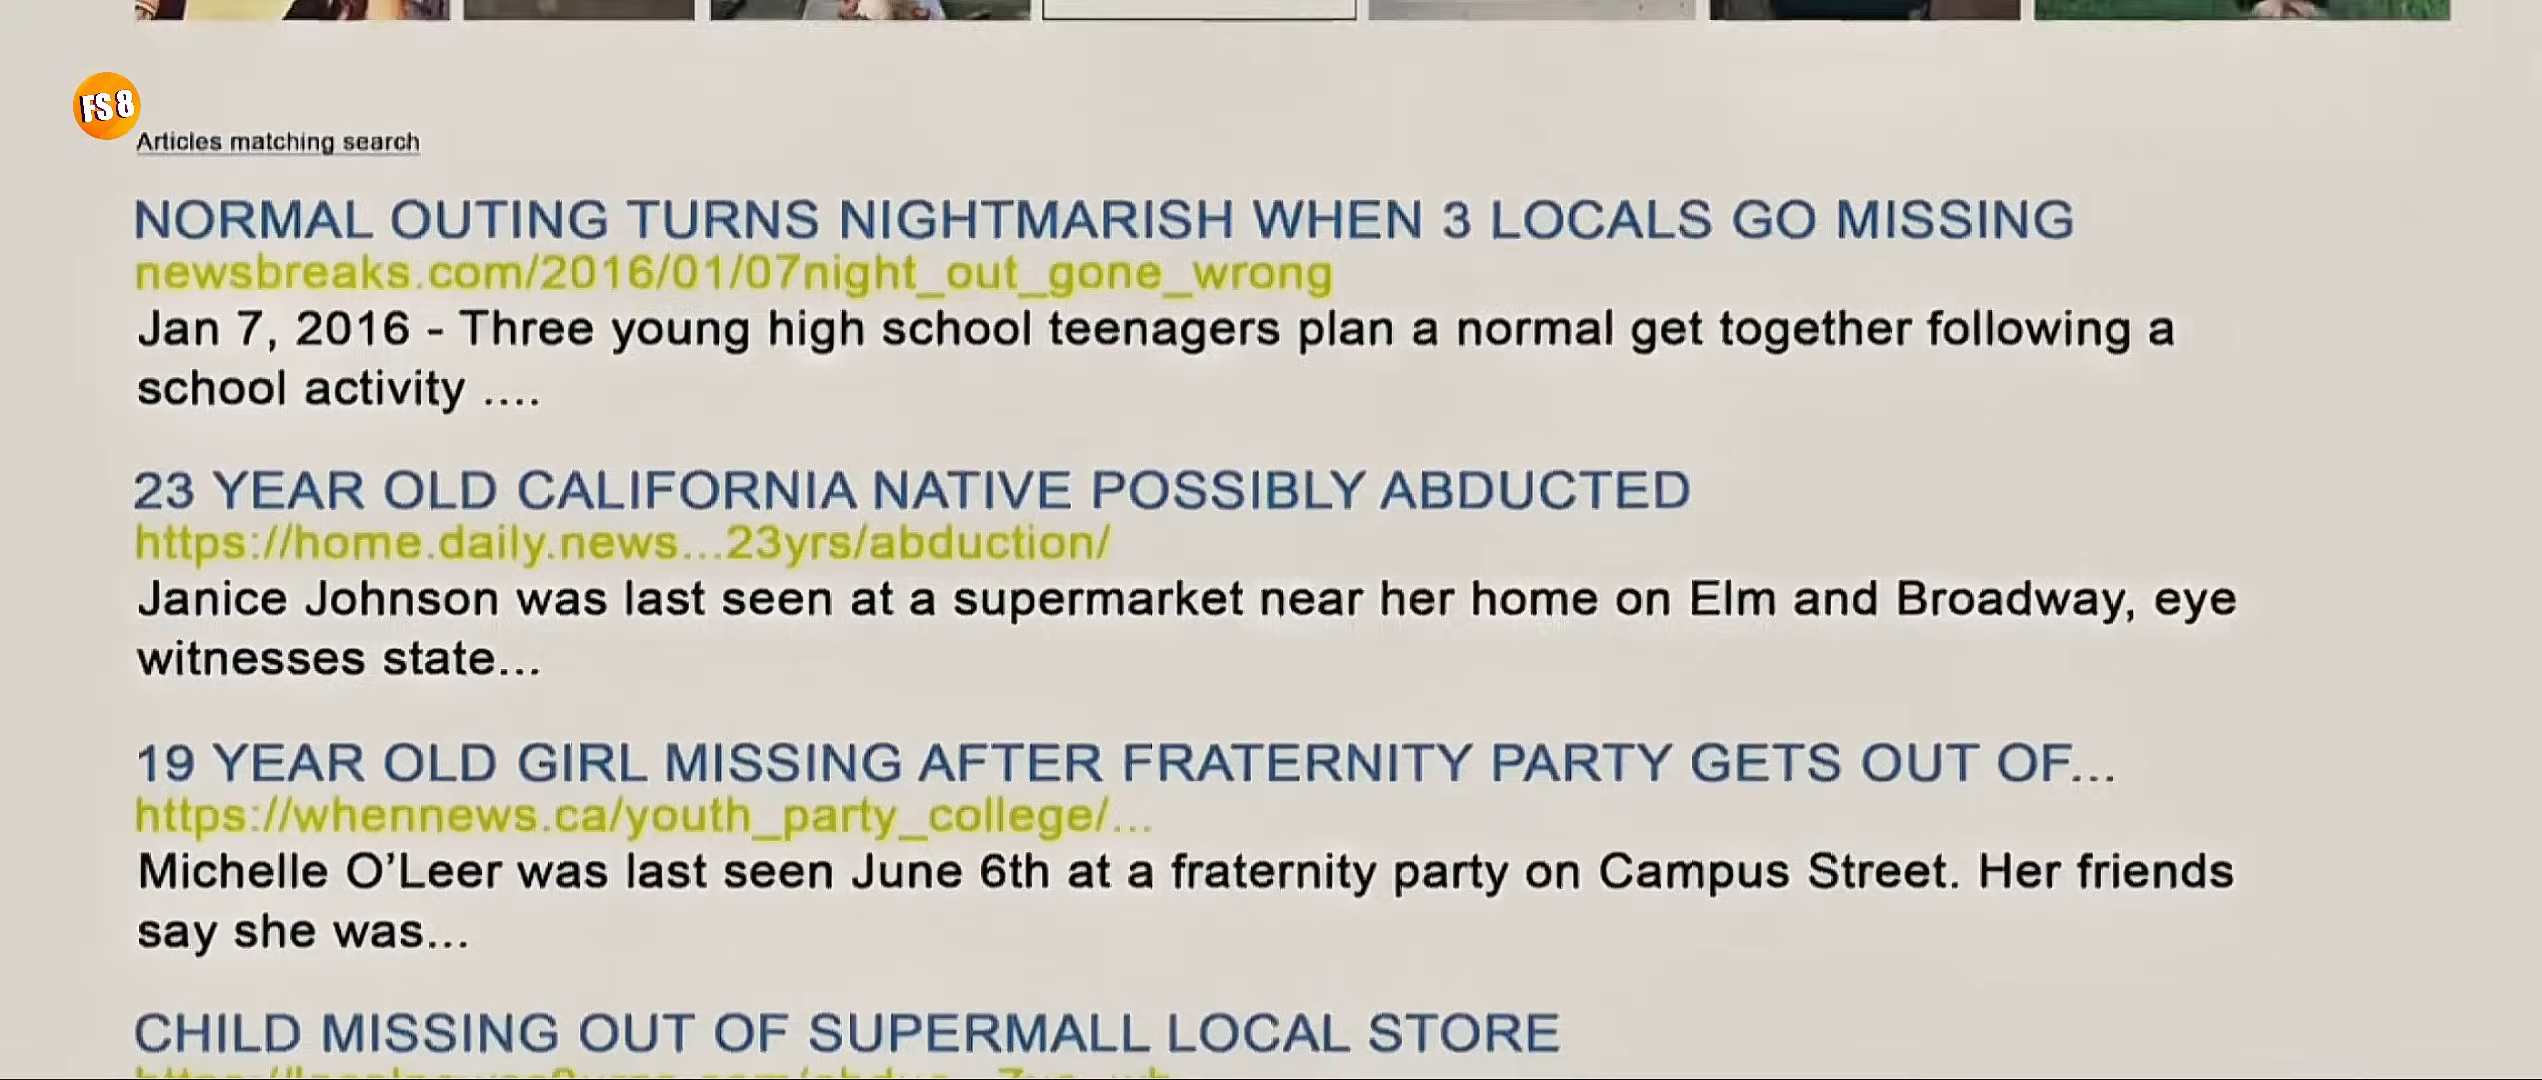 FS 8
Articles matching search
NORMAL OUTING TURNS NIGHTMARISH WHEN 3 LOCALS GO MISSING
newsbreaks.com/2016/01/07night_out_gone_wrong
Jan 7, 2016 - Three young high school teenagers plan a normal get together following a
school activity ....
23 YEAR OLD CALIFORNIA NATIVE POSSIBLY ABDUCTED
https://home.daily.news...23yrs/abduction/
Janice Johnson was last seen at a supermarket near her home on Elm and Broadway, eye
witnesses state...
19 YEAR OLD GIRL MISSING AFTER FRATERNITY PARTY GETS OUT OF...
https://whennews.ca/youth_party_college/...
Michelle O'Leer was last seen June 6th at a fraternity party on Campus Street. Her friends
say she was...
CHILD MISSING OUT OF SUPERMALL LOCAL STORE